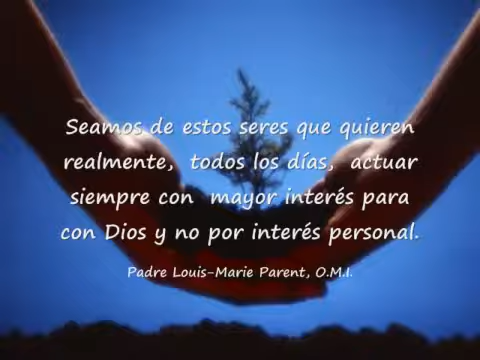 Seamos de estos seres que quieren
realmente, todos los días, actuar
siempre con mayor interés para
con Dios y no por interés personal.
Padre Louis-Marie Parent, O.M.I.